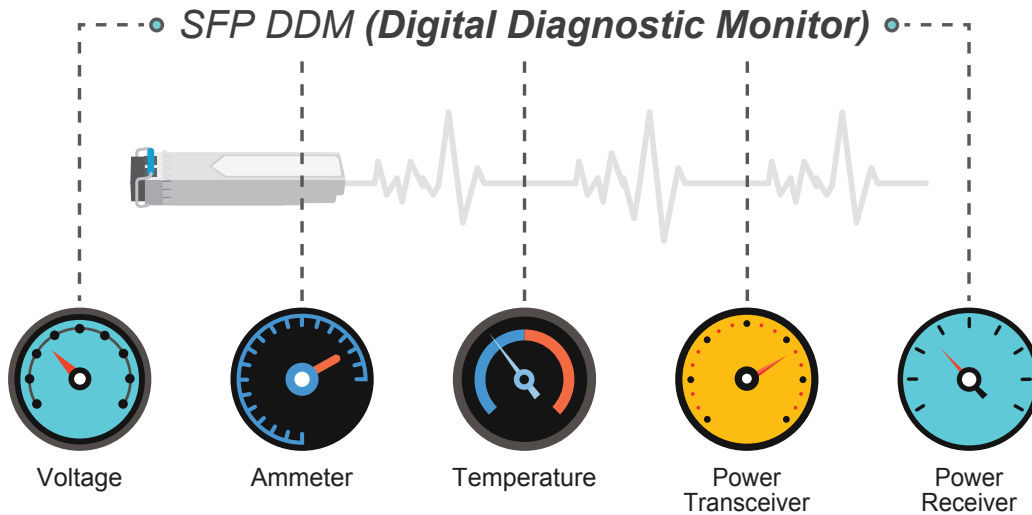 SFP DDM (Digital Diagnostic Monitor)
Voltage
Ammeter
Temperature
Power
Transceiver
Power
Receiver